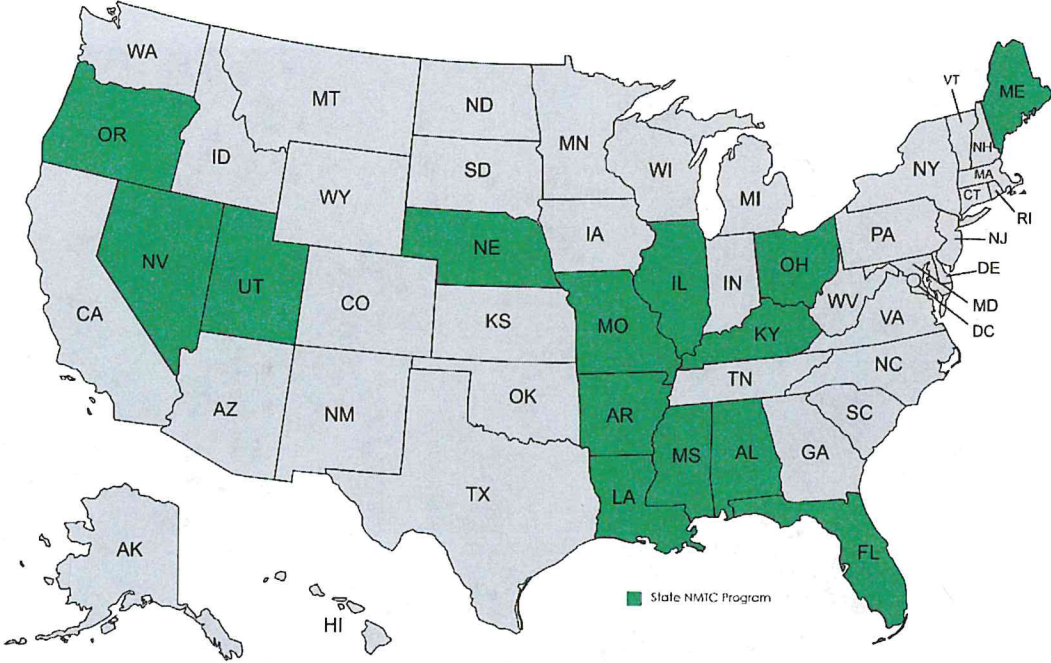 WA
OR
MT
ID
WY
NV
UT
CA
AZ
CO
NM
ND
SD
NE
KS
OK
TX
MN
IA
MO
AR
LA
WI
IL
MI
IN
OH
KY
TN
MS
AL
GA
FL
SC
NC
VA
WV
PA
NY
VT
NH
ME
MA
CT
RI
NJ
DE
MD
DC
AK
HI
State NMTC Program